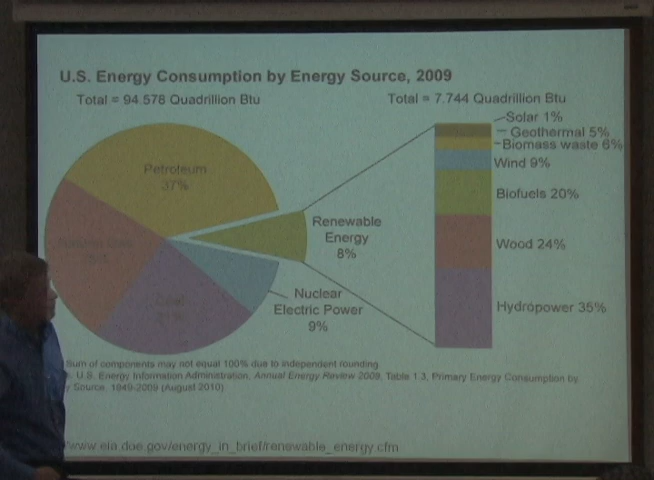 U.S. Energy Consumption by Energy Source, 2009
Total = 94.576 Quadrillion Btu
Total = 7.744 Quadrillion Btu
Solar 1%
Geothermal 5%
Biomass waste 6%
Wind 9%
Biofuels 20%
Wood 24%
Hydropower 35%
Petroleum
37%
Renewable
Energy
8%
Nuclear
Electric Power
9%
Coal
Sum of components may not equal 100% due to independent rounding
U.S. Energy Information Administration, Annual Energy Review 2009, Table 1.3, Primary Energy Consumption by
Source, 1949-2009 (August 2010)
www.eia.doe.gov/energy_in_brief/renewable_energy.cfm